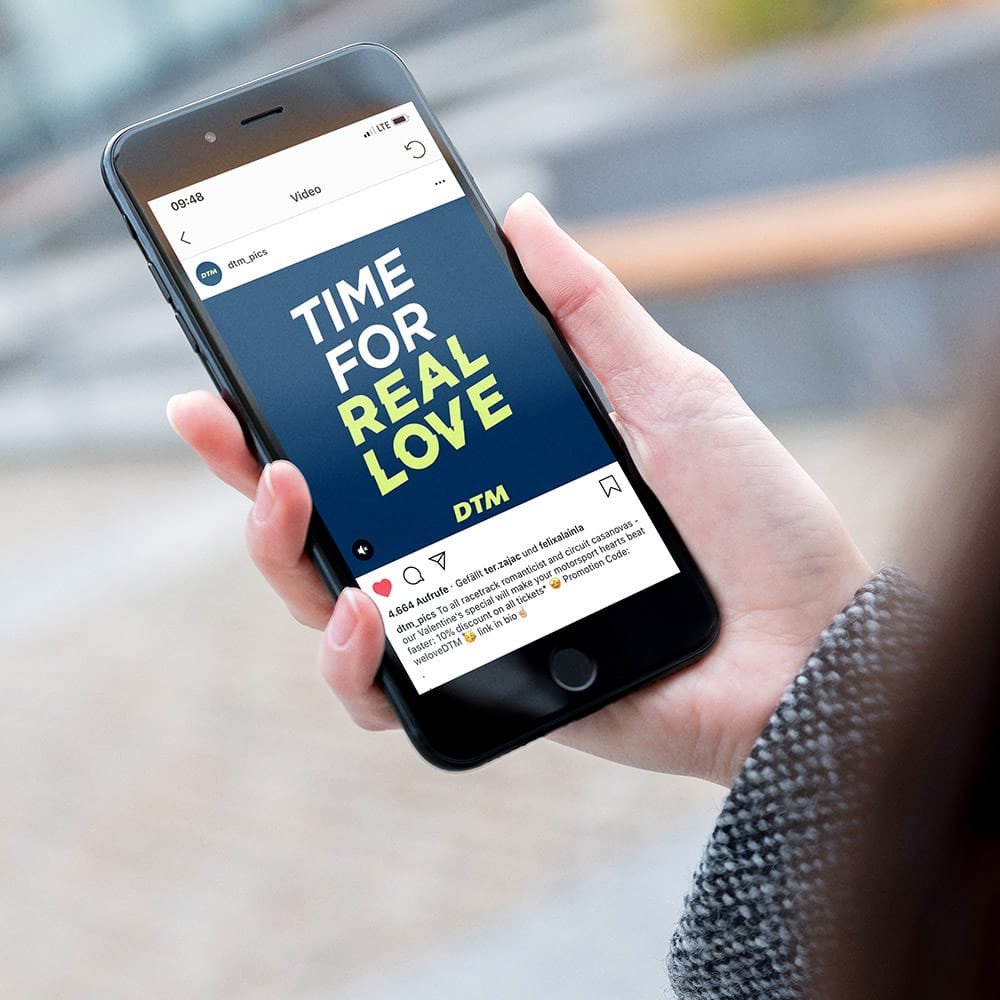 LTE
09:48
Video
DTM
dtm_pics
TIME
FOR
REAL
LOVE
DTM
4.664 Aufrufe · Gefällt ter.zajac und felixalainla
dtm_pics To all racetrack romanticist and circuit casanovas -
our Valentine's special will make your motorsport hearts beat
faster: 10% discount on all tickets* 🤩 Promotion Code:
weloveDTM 🥳 link in bio☝🏼
.